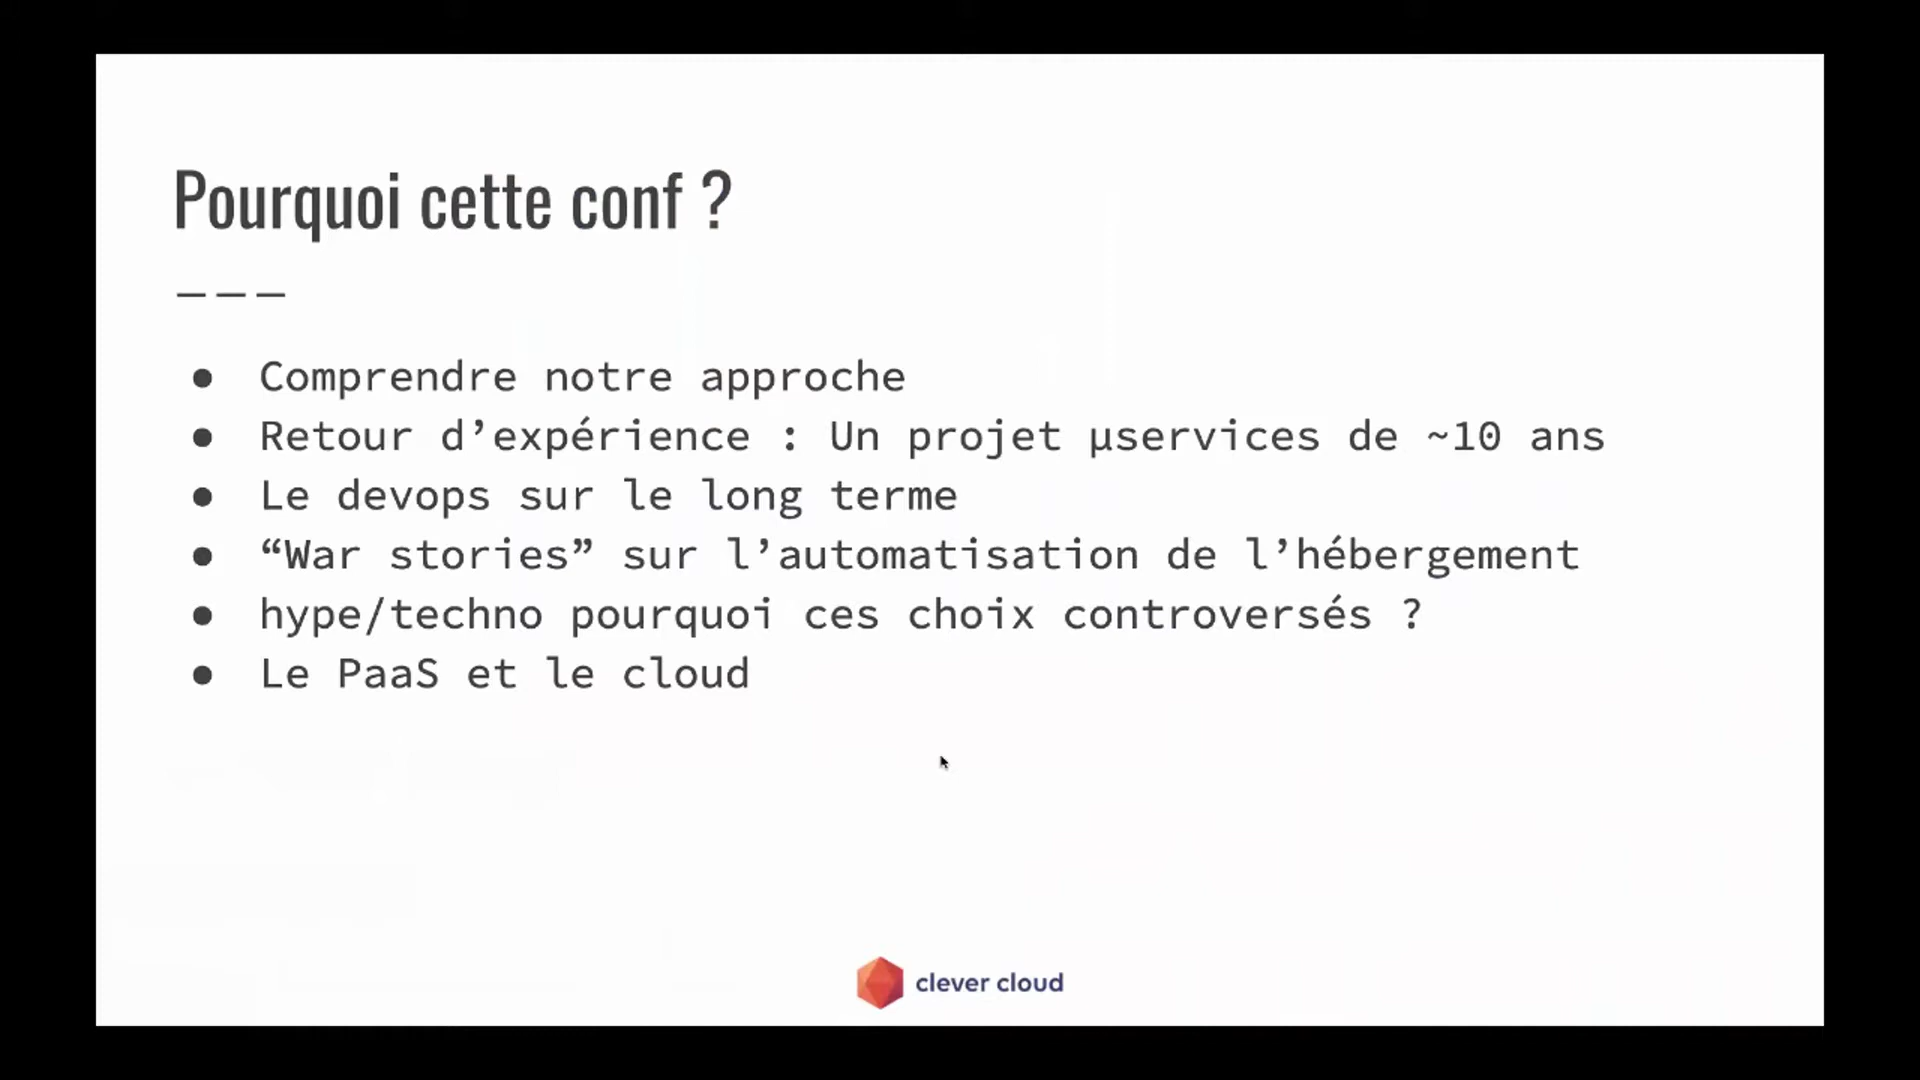 Pourquoi cette conf ?
———
● Comprendre notre approche
● Retour d’expérience : Un projet µservices de ~10 ans
● Le devops sur le long terme
● “War stories” sur l’automatisation de l’hébergement
● hype/techno pourquoi ces choix controversés ?
● Le PaaS et le cloud
clever cloud